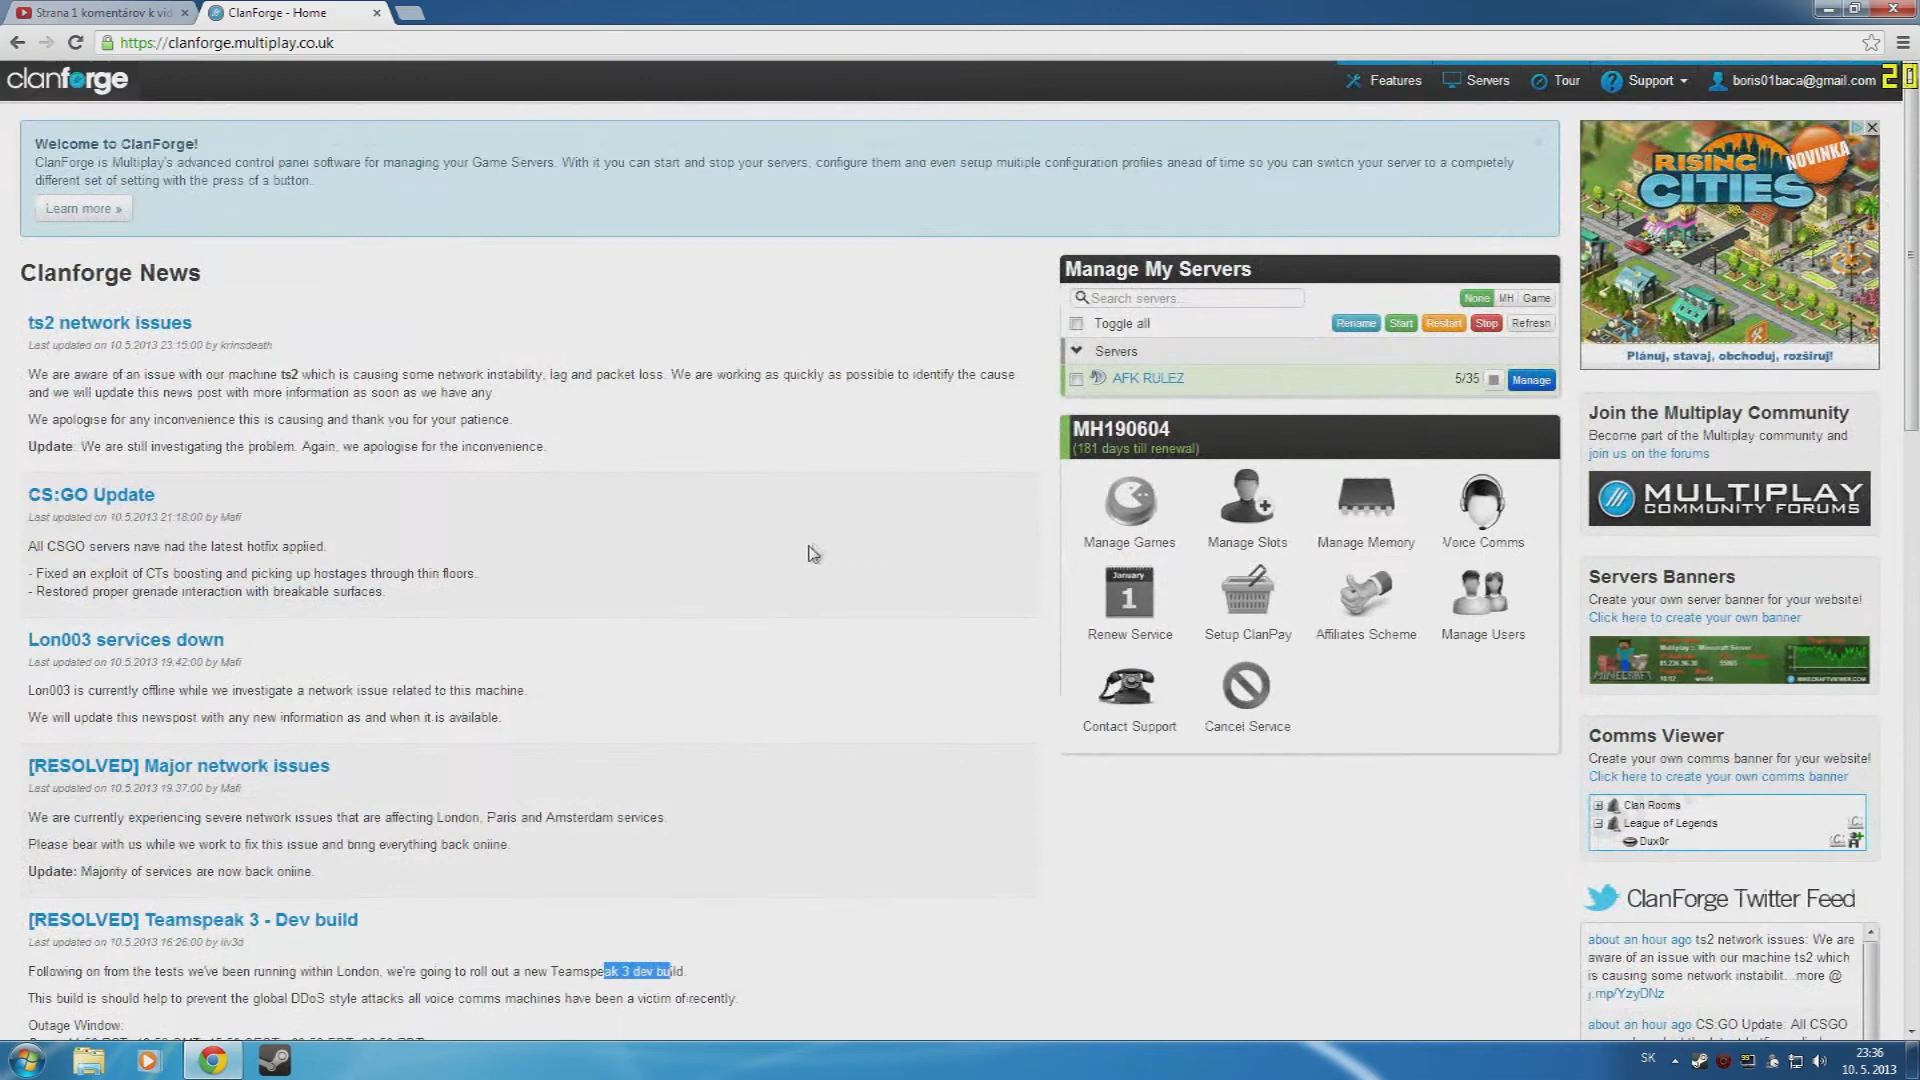 Strana 1 komentárov k vid
ClanForge - Home
https://clanforge.multiplay.co.uk
clanforge
Features
Servers
Tour
Support
boris01baca@gmail.com
20
Welcome to ClanForge!
ClanForge is Multiplay's advanced control panel software for managing your Game Servers. With it you can start and stop your servers, configure them and even setup multiple configuration profiles ahead of time so you can switch your server to a completely
different set of setting with the press of a button.
Learn more »
Clanforge News
ts2 network issues
Last updated on 10.5.2013 23:15:00 by krinsdeath
We are aware of an issue with our machine ts2 which is causing some network instability, lag and packet loss. We are working as quickly as possible to identify the cause
and we will update this news post with more information as soon as we have any
We apologise for any inconvenience this is causing and thank you for your patience.
Update: We are still investigating the problem. Again, we apologise for the inconvenience.
CS:GO Update
Last updated on 10.5.2013 21:18:00 by Mafi
All CSGO servers have had the latest hotfix applied.
- Fixed an exploit of CTs boosting and picking up hostages through thin floors.
- Restored proper grenade interaction with breakable surfaces.
Lon003 services down
Last updated on 10.5.2013 19:42:00 by Mafi
Lon003 is currently offline while we investigate a network issue related to this machine.
We will update this newspost with any new information as and when it is available.
[RESOLVED] Major network issues
Last updated on 10.5.2013 19:37:00 by Mafi
We are currently experiencing severe network issues that are affecting London, Paris and Amsterdam services.
Please bear with us while we work to fix this issue and bring everything back online.
Update: Majority of services are now back online.
[RESOLVED] Teamspeak 3 - Dev build
Last updated on 10.5.2013 16:26:00 by liv3d
Following on from the tests we've been running within London, we're going to roll out a new Teamspeak 3 dev build.
This build is should help to prevent the global DDoS style attacks all voice comms machines have been a victim of recently.
Outage Window:
Manage My Servers
Search servers...
None MH Game
Toggle all
Rename Start Restart Stop Refresh
Servers
AFK RULEZ 5/35 Manage
MH190604
(181 days till renewal)
Manage Games Manage Slots Manage Memory Voice Comms
January
1
Renew Service Setup ClanPay Affiliates Scheme Manage Users
Contact Support Cancel Service
RISING
CITIES
NOVINKA
Plánuj, stavaj, obchoduj, rozširuj!
Join the Multiplay Community
Become part of the Multiplay community and
join us on the forums
MULTIPLAY
COMMUNITY FORUMS
Servers Banners
Create your own server banner for your website!
Click here to create your own banner
Comms Viewer
Create your own comms banner for your website!
Click here to create your own comms banner
Clan Rooms
League of Legends
Dux0r
ClanForge Twitter Feed
about an hour ago ts2 network issues: We are
aware of an issue with our machine ts2 which
is causing some network instabilit...more @
j.mp/YzyDNz
about an hour ago CS:GO Update. All CSGO
SK
23:36
10. 5. 2013